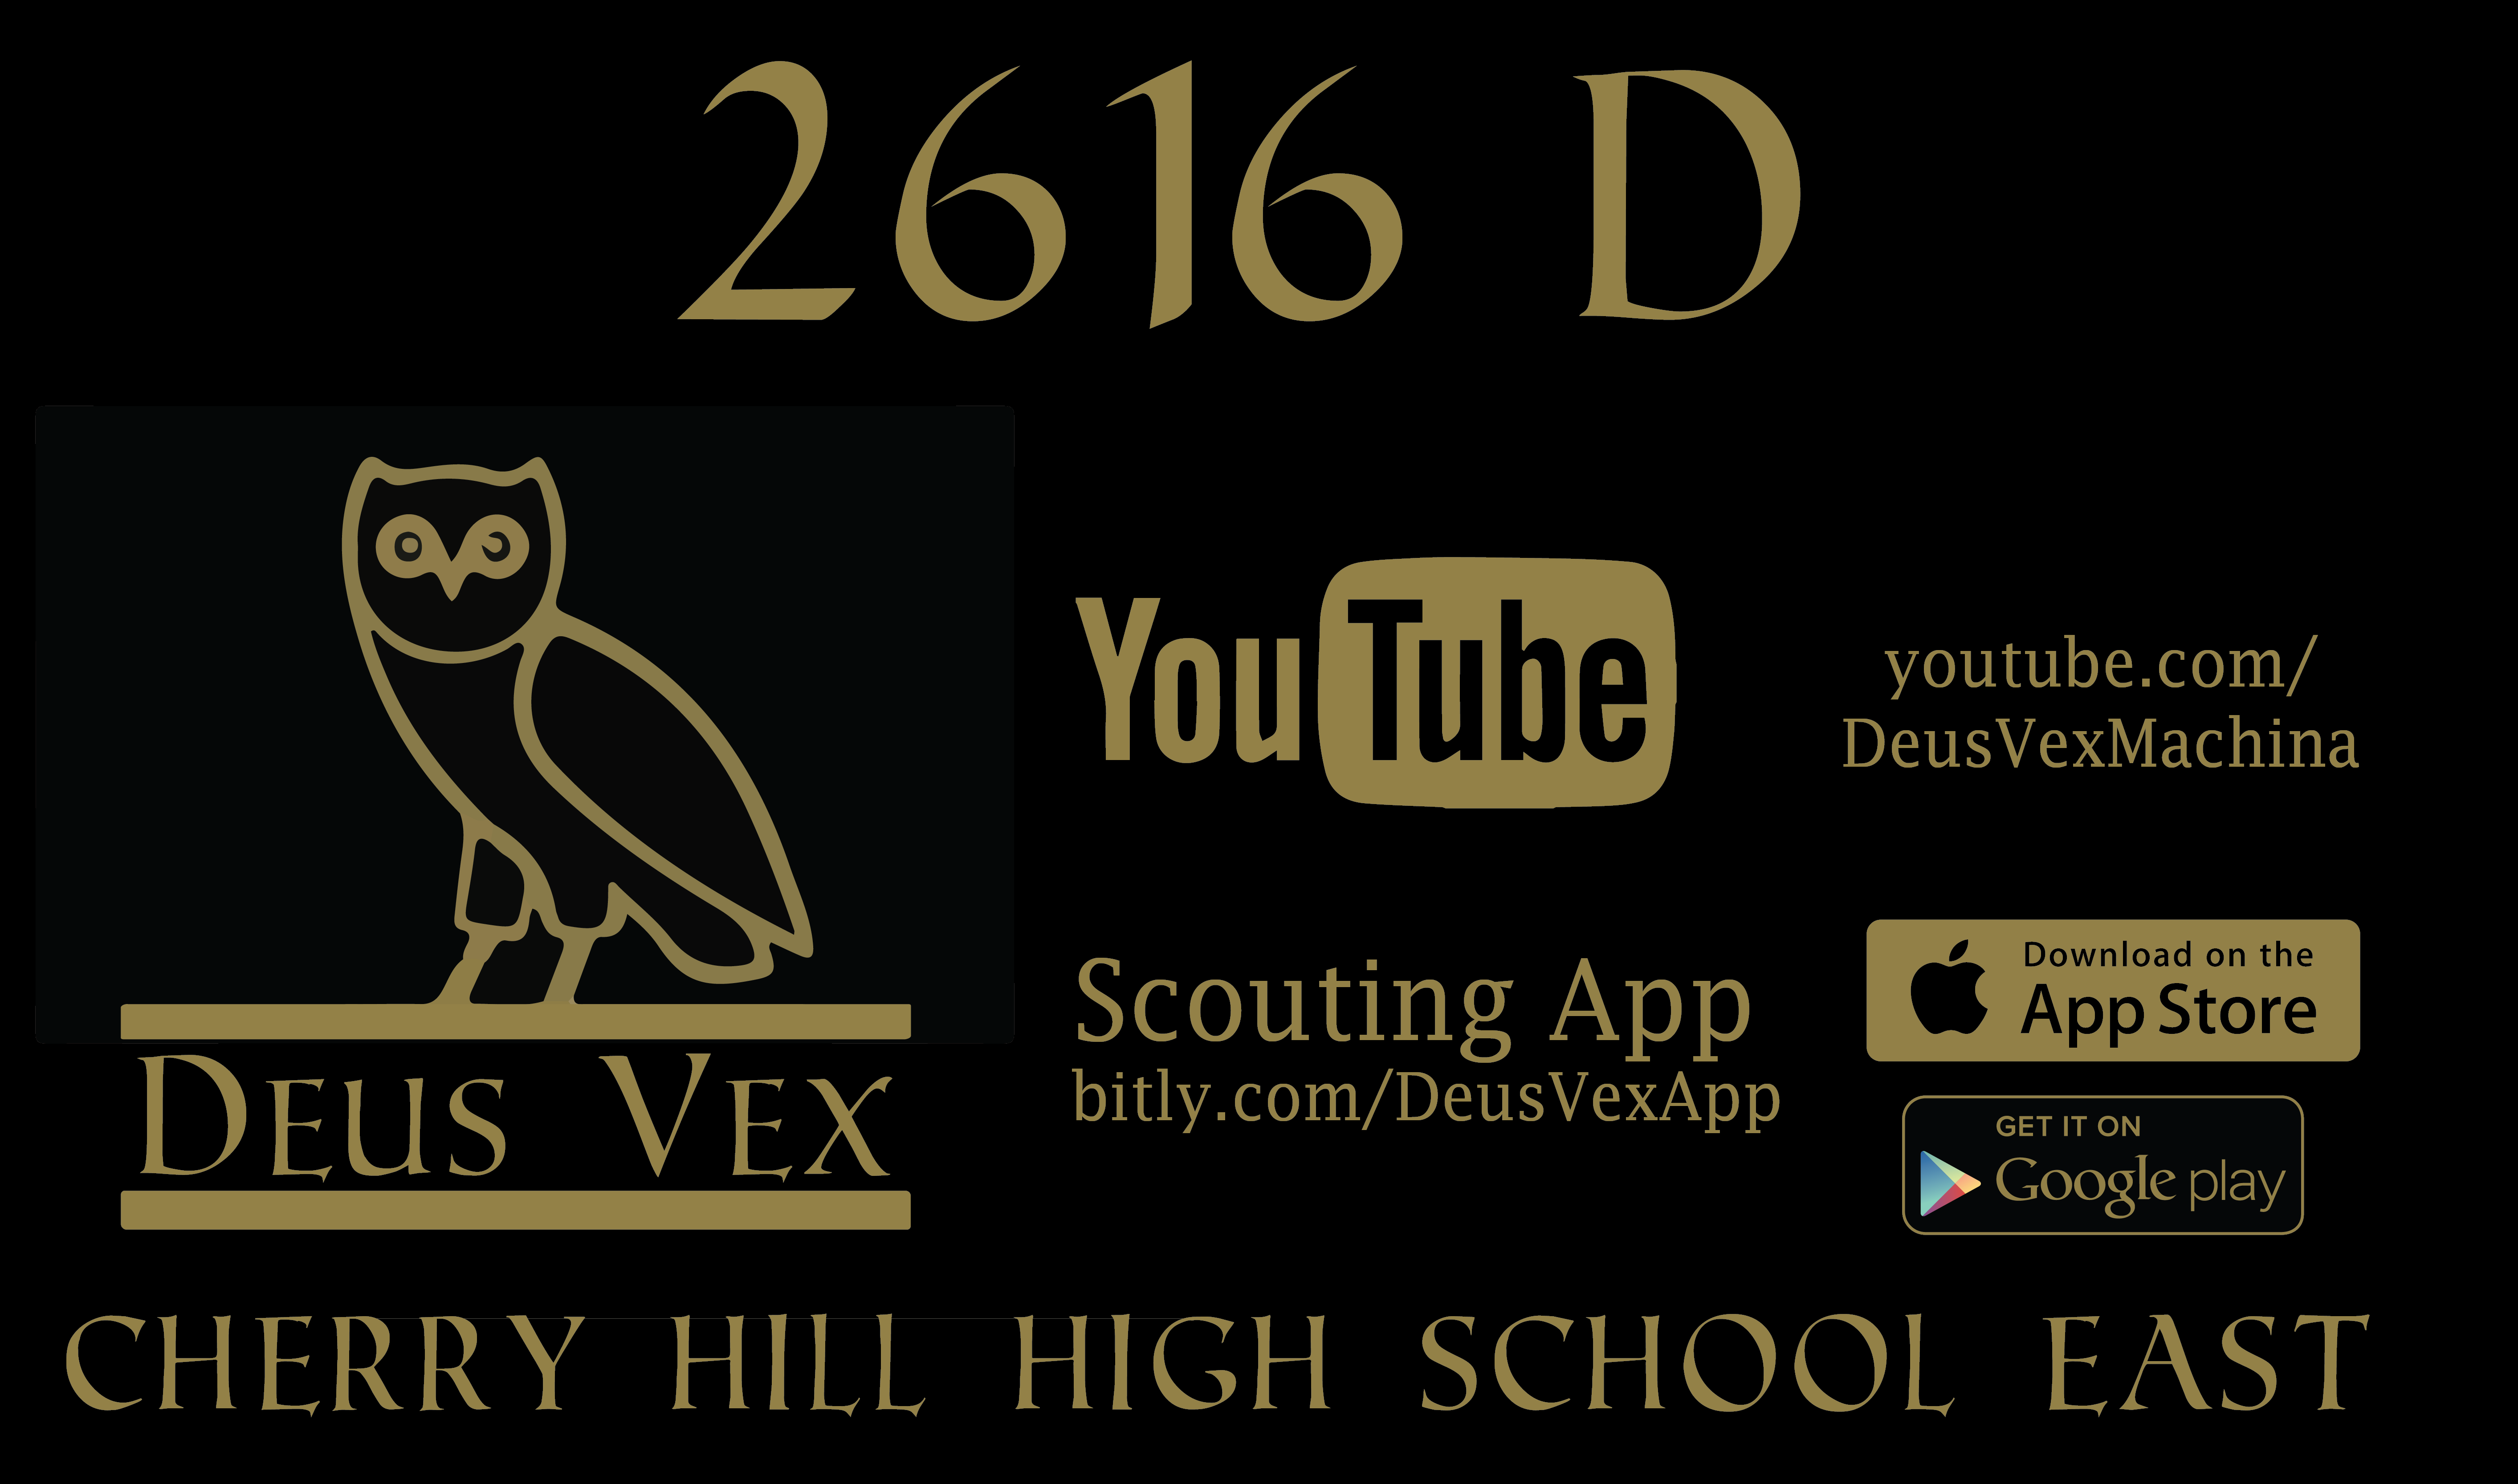 2616 D
YouTube
youtube.com/
DeusVexMachina
Scouting App
bitly.com/DeusVexApp
Download on the
App Store
GET IT ON
Google play
DEUS VEX
CHERRY HILL HIGH SCHOOL EAST